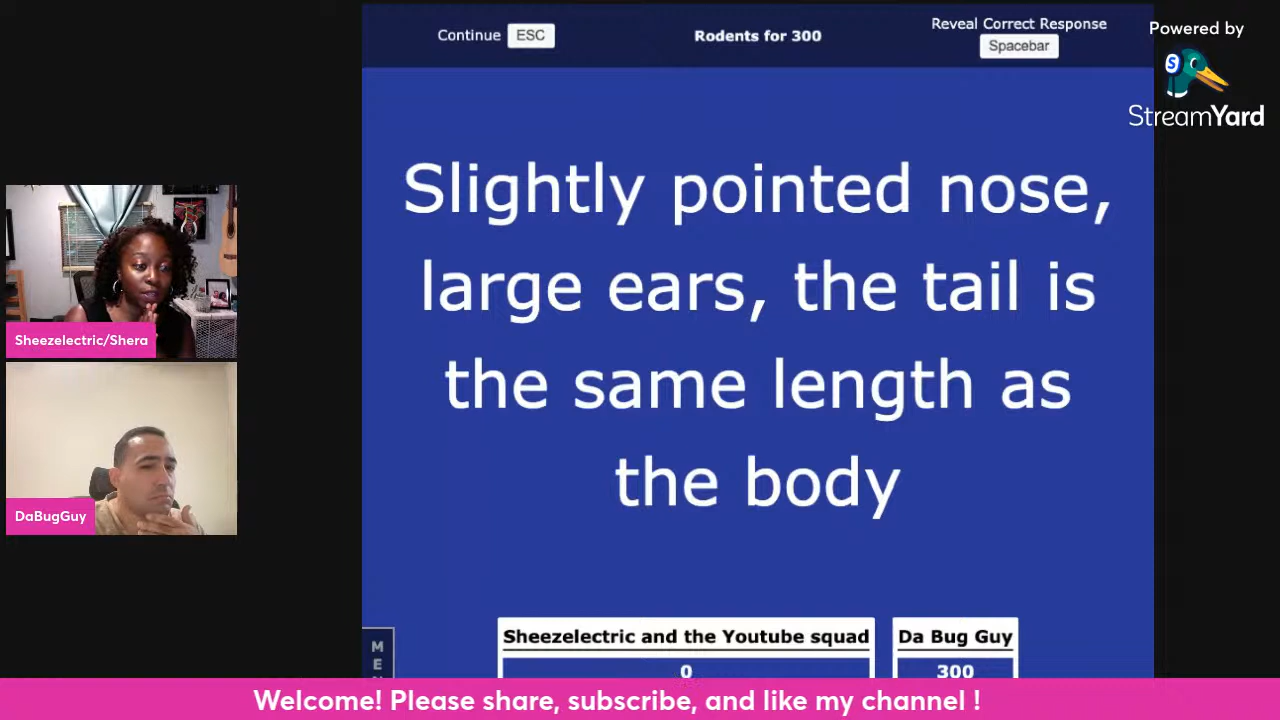 Continue ESC
Rodents for 300
Reveal Correct Response
Spacebar
Powered by
S
StreamYard
Slightly pointed nose,
large ears, the tail is
the same length as
the body
Sheezelectric/Shera
DaBugGuy
Sheezelectric and the Youtube squad
0
Da Bug Guy
300
M
E
Welcome! Please share, subscribe, and like my channel !